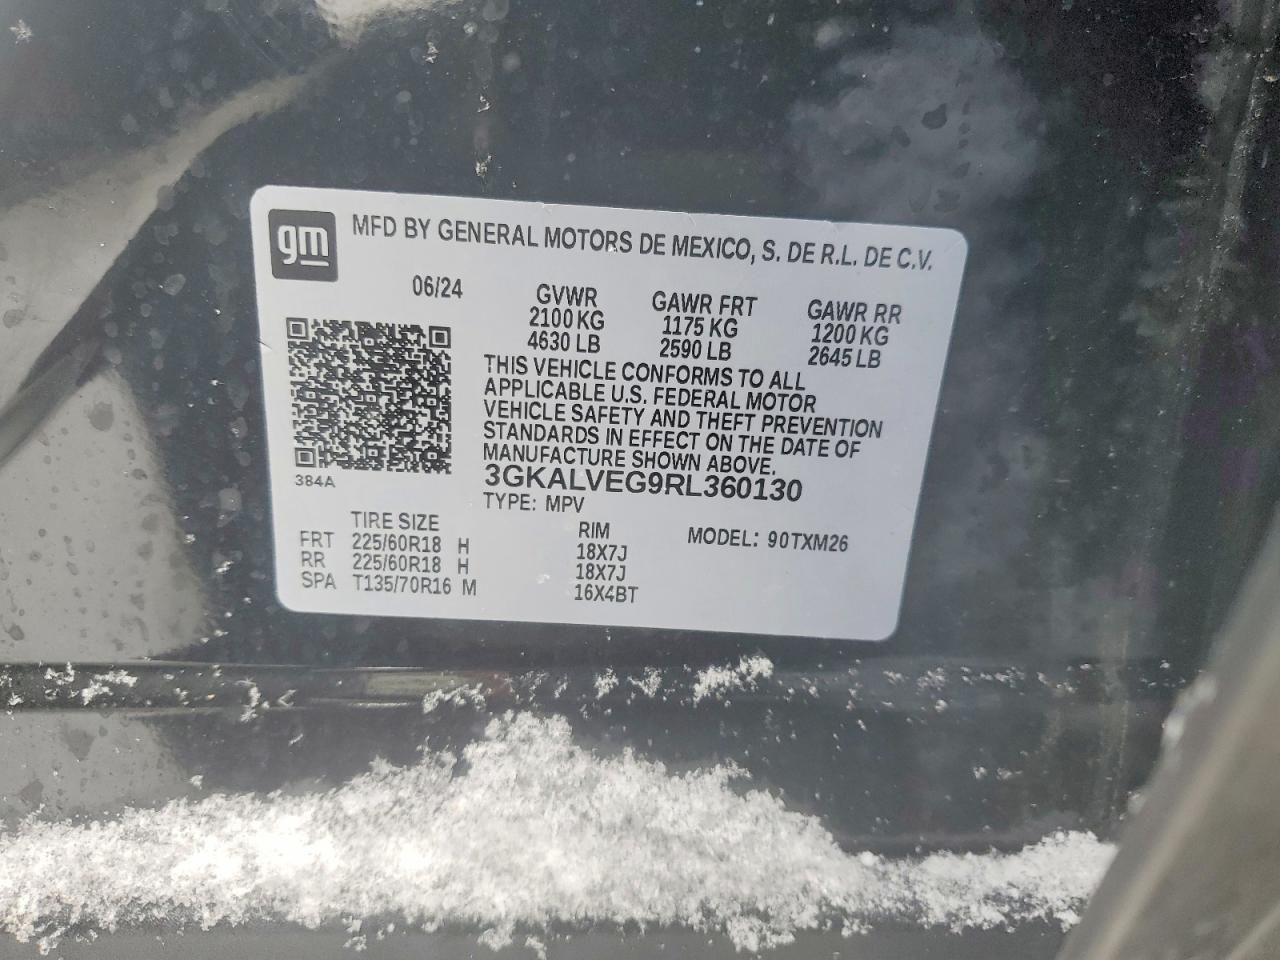 gm
MFD BY GENERAL MOTORS DE MEXICO, S. DE R.L. DE C.V.
06/24
GVWR GAWR FRT GAWR RR
2100 KG 1175 KG 1200 KG
4630 LB 2590 LB 2645 LB
THIS VEHICLE CONFORMS TO ALL
APPLICABLE U.S. FEDERAL MOTOR
VEHICLE SAFETY AND THEFT PREVENTION
STANDARDS IN EFFECT ON THE DATE OF
MANUFACTURE SHOWN ABOVE.
384A
3GKALVEG9RL360130
TYPE: MPV
TIRE SIZE RIM MODEL: 90TXM26
FRT 225/60R18 H 18X7J
RR 225/60R18 H 18X7J
SPA T135/70R16 M 16X4BT